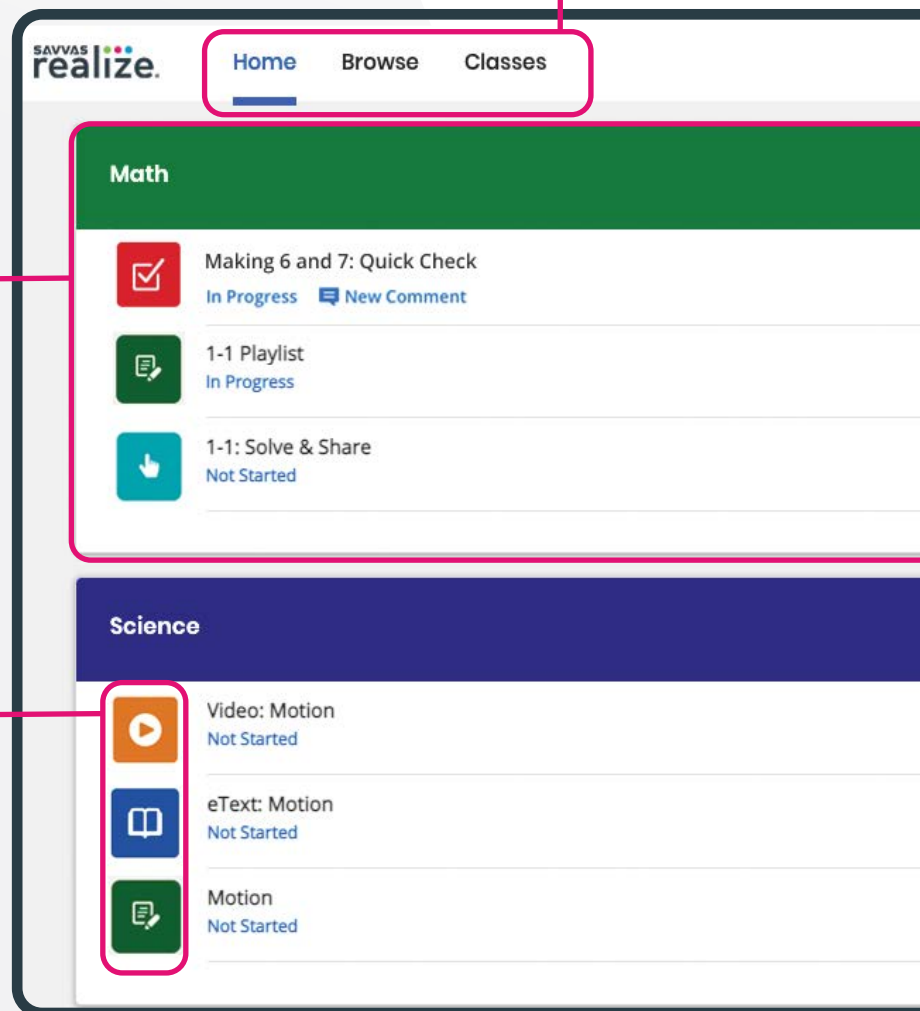 SAVVAS
realize.
Home Browse Classes
Math
Making 6 and 7: Quick Check
In Progress New Comment
1-1 Playlist
In Progress
1-1: Solve & Share
Not Started
Science
Video: Motion
Not Started
eText: Motion
Not Started
Motion
Not Started